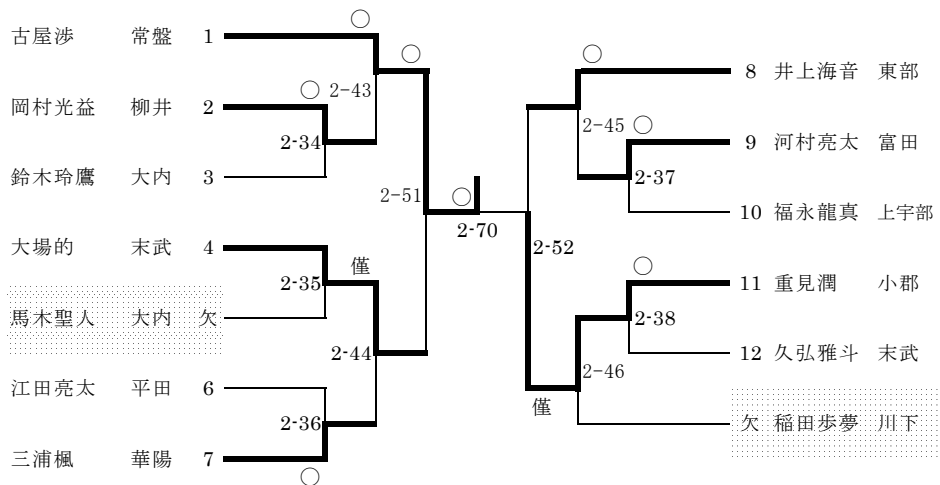 古屋渉 常盤 1
岡村光益 柳井 2
鈴木玲鷹 大内 3
大場的 末武 4
馬木聖人 大内 欠
江田亮太 平田 6
三浦楓 華陽 7
○
○
○
2-43
2-34
2-51
○
2-70
2-35
僅
2-44
2-36
○
○
2-45
○
2-37
2-52
○
2-38
2-46
僅
8 井上海音 東部
9 河村亮太 富田
10 福永龍真 上宇部
11 重見潤 小郡
12 久弘雅斗 末武
欠 稲田歩夢 川下